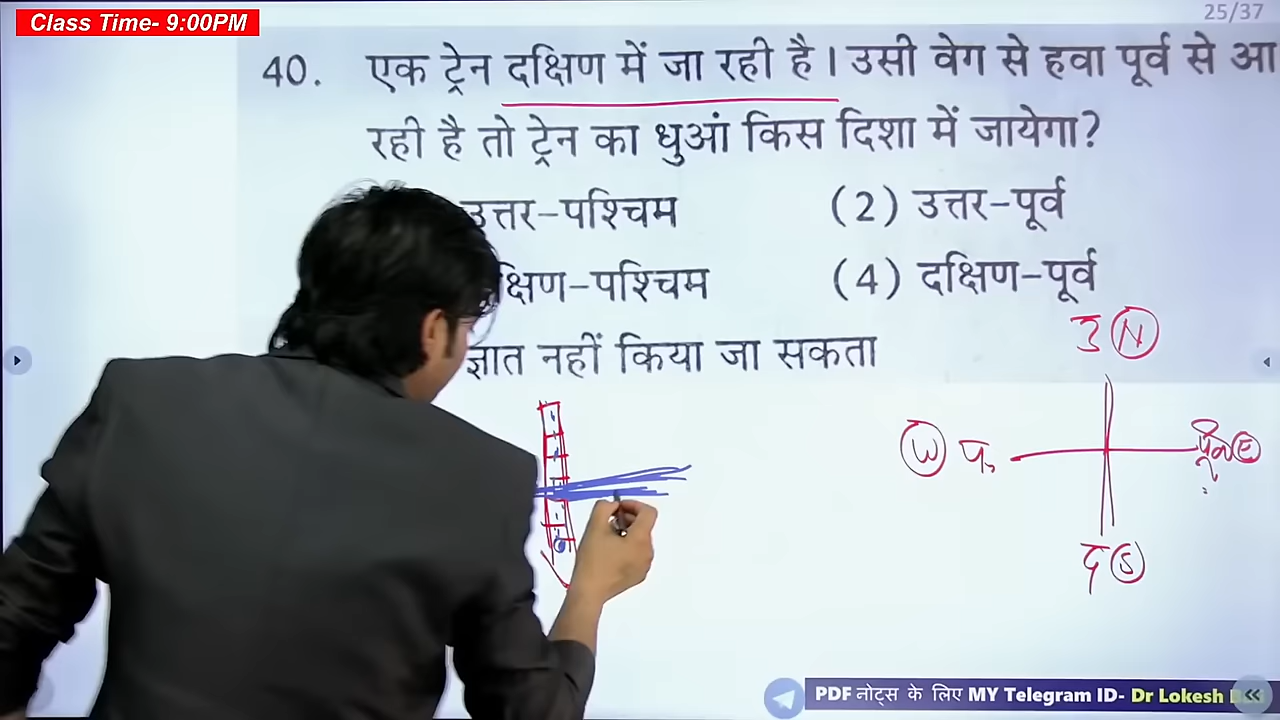 Class Time- 9:00PM
25/37
40. एक ट्रेन दक्षिण में जा रही है। उसी वेग से हवा पूर्व से आ
रही है तो ट्रेन का धुआं किस दिशा में जायेगा?
उत्तर-पश्चिम (2) उत्तर-पूर्व
क्षिण-पश्चिम (4) दक्षिण-पूर्व
ज्ञात नहीं किया जा सकता
उ N
W प. पूर्व E
द S
PDF नोट्स के लिए MY Telegram ID- Dr Lokesh